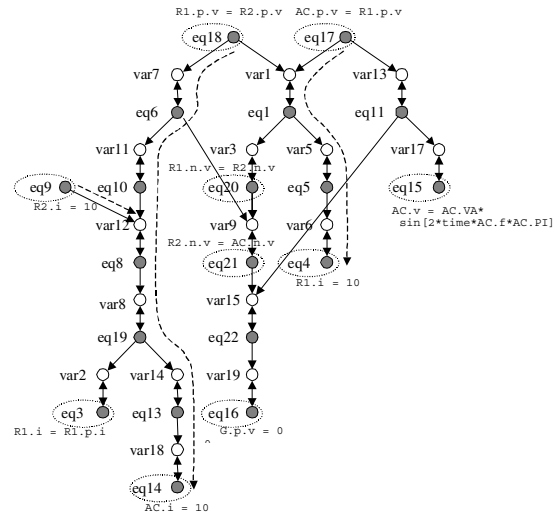 R1.p.v = R2.p.v AC.p.v = R1.p.v
eq18 eq17
var7 var1 var13
eq6 eq1 eq11
var11 var3 var5 var17
R1.n.v = R2.n.v
eq9 eq10 eq20 eq5 eq15
R2.i = 10
AC.v = AC.VA*
sin[2*time*AC.f*AC.PI]
var12 var9 var6
R2.n.v = AC.n.v
eq8 eq21 eq4
R1.i = 10
var8 var15
eq19 eq22
var2 var14 var19
eq3 eq13 eq16
R1.i = R1.p.i G.p.v = 0
var18
eq14
AC.i = 10